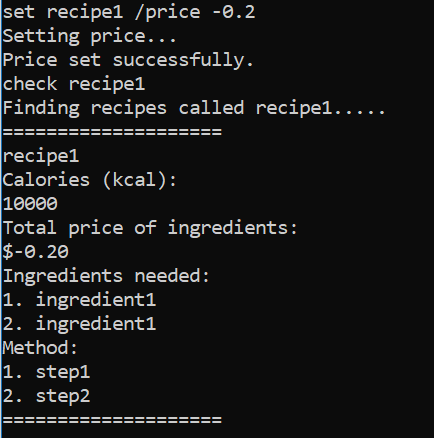 set recipe1 /price -0.2
Setting price...
Price set successfully.
check recipe1
Finding recipes called recipe1.....
====================
recipe1
Calories (kcal):
10000
Total price of ingredients:
$-0.20
Ingredients needed:
1. ingredient1
2. ingredient1
Method:
1. step1
2. step2
====================